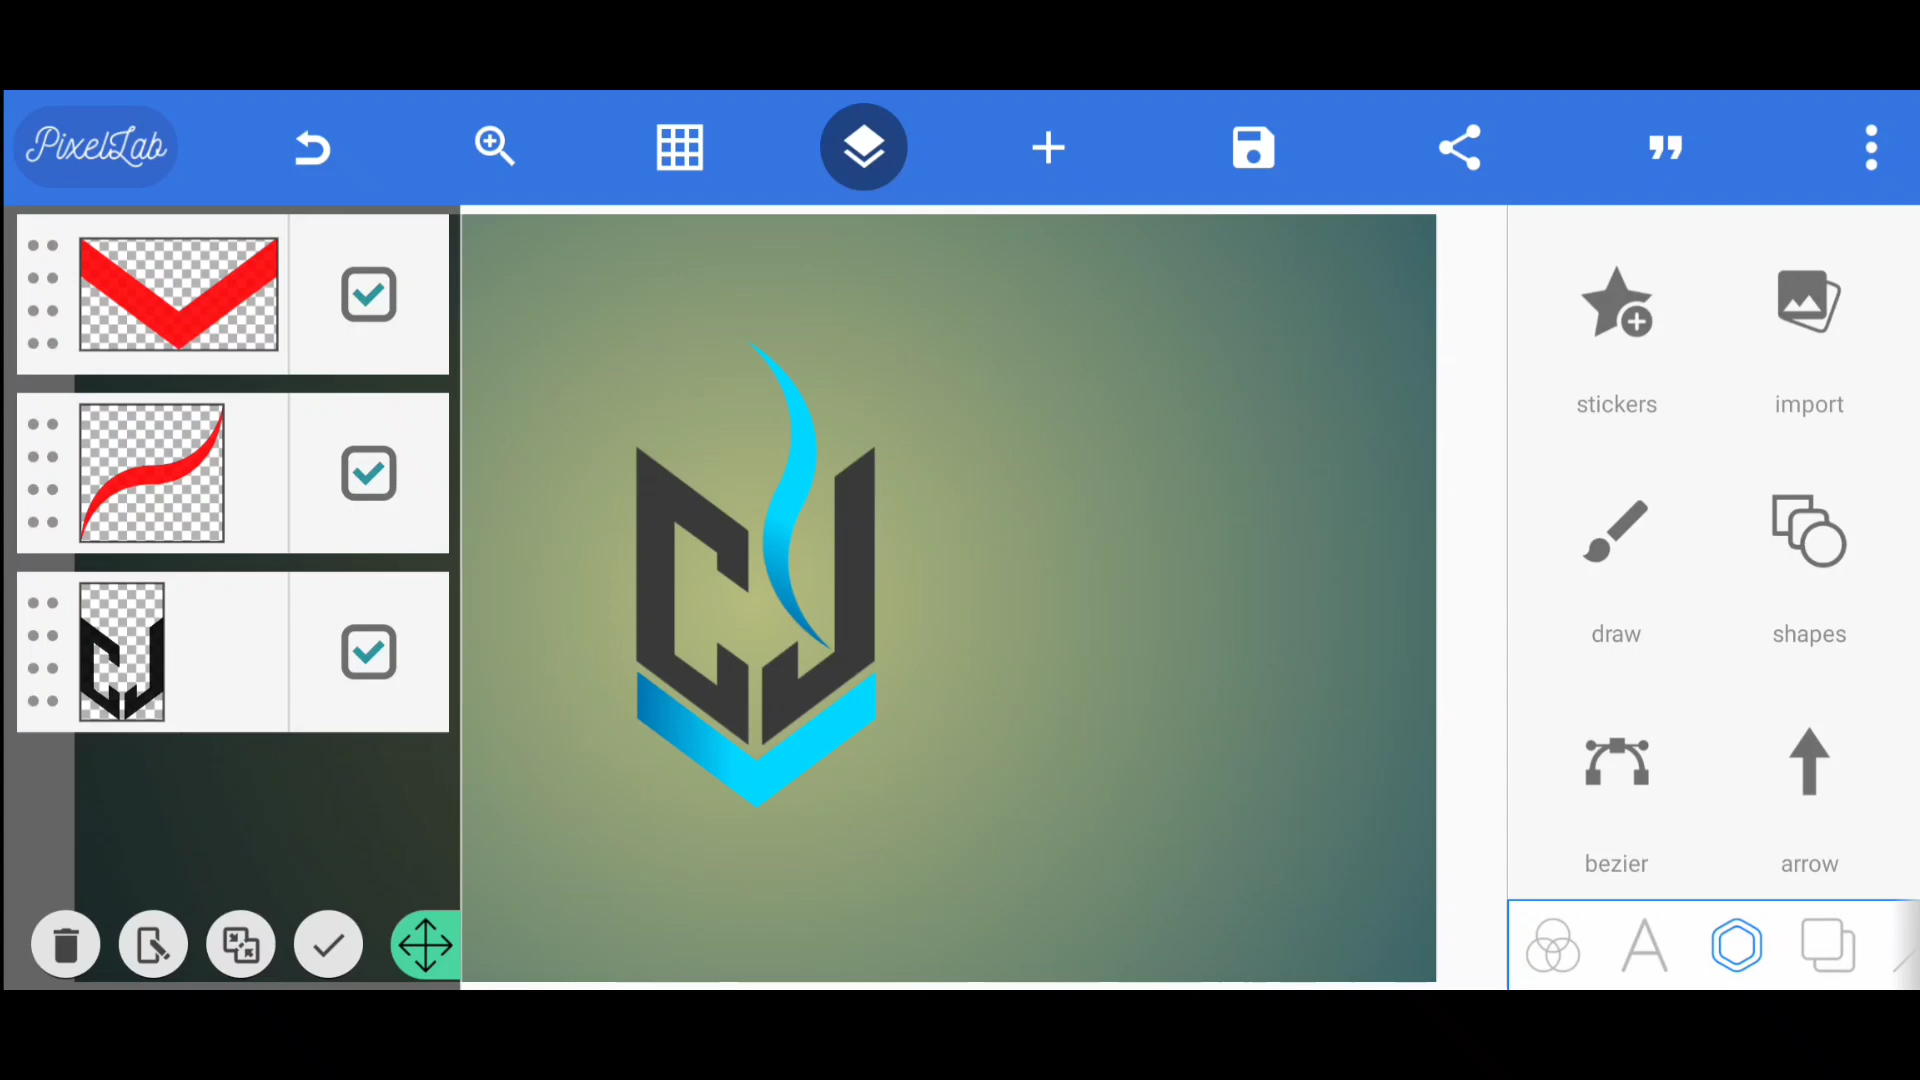 PixelLab
stickers
import
draw
shapes
bezier
arrow